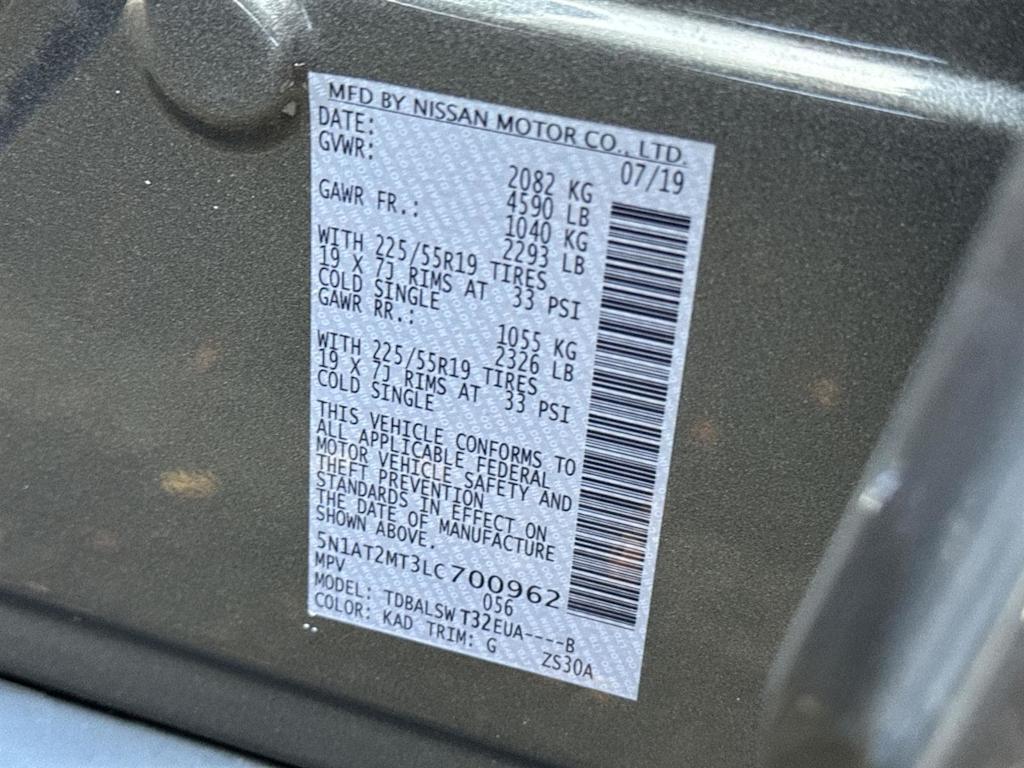 MFD BY NISSAN MOTOR CO., LTD.
DATE: 07/19
GVWR: 2082 KG
4590 LB
GAWR FR.: 1040 KG
2293 LB
WITH 225/55R19 TIRES
19 X 7J RIMS AT 33 PSI
COLD SINGLE
GAWR RR.: 1055 KG
2326 LB
WITH 225/55R19 TIRES
19 X 7J RIMS AT 33 PSI
COLD SINGLE
THIS VEHICLE CONFORMS TO
ALL APPLICABLE FEDERAL
MOTOR VEHICLE SAFETY AND
THEFT PREVENTION
STANDARDS IN EFFECT ON
THE DATE OF MANUFACTURE
SHOWN ABOVE.
5N1AT2MT3LC700962
MPV 056
MODEL: TDBALSW T32EUA----B
COLOR: KAD TRIM: G ZS30A